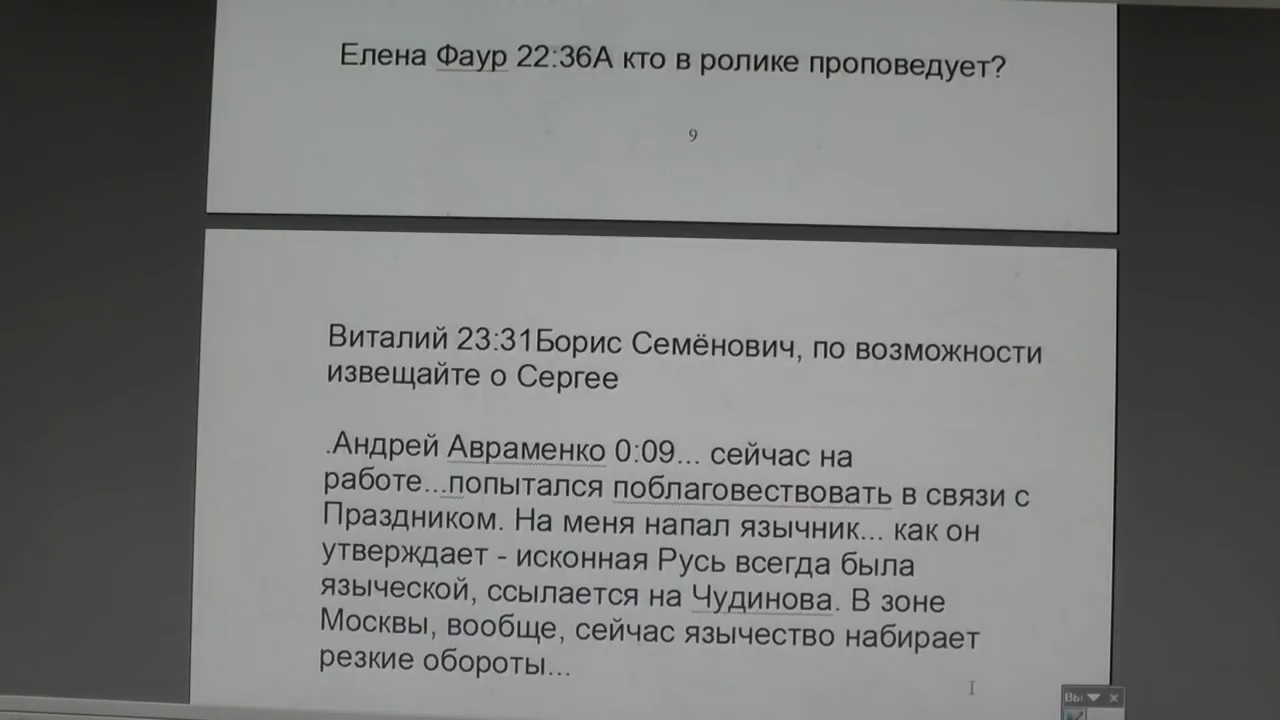 Елена Фаур 22:36А кто в ролике проповедует?
9
Виталий 23:31Борис Семёнович, по возможности
извещайте о Сергее
.Андрей Авраменко 0:09... сейчас на
работе...попытался поблаговествовать в связи с
Праздником. На меня напал язычник... как он
утверждает - исконная Русь всегда была
языческой, ссылается на Чудинова. В зоне
Москвы, вообще, сейчас язычество набирает
резкие обороты...
Вы